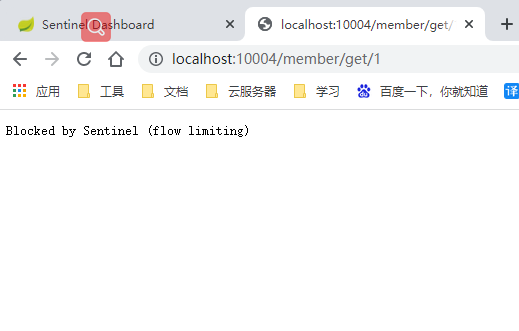 Sentinel Dashboard
localhost:10004/member/get/
localhost:10004/member/get/1
应用 工具 文档 云服务器 学习 百度一下，你就知道 译
Blocked by Sentinel (flow limiting)